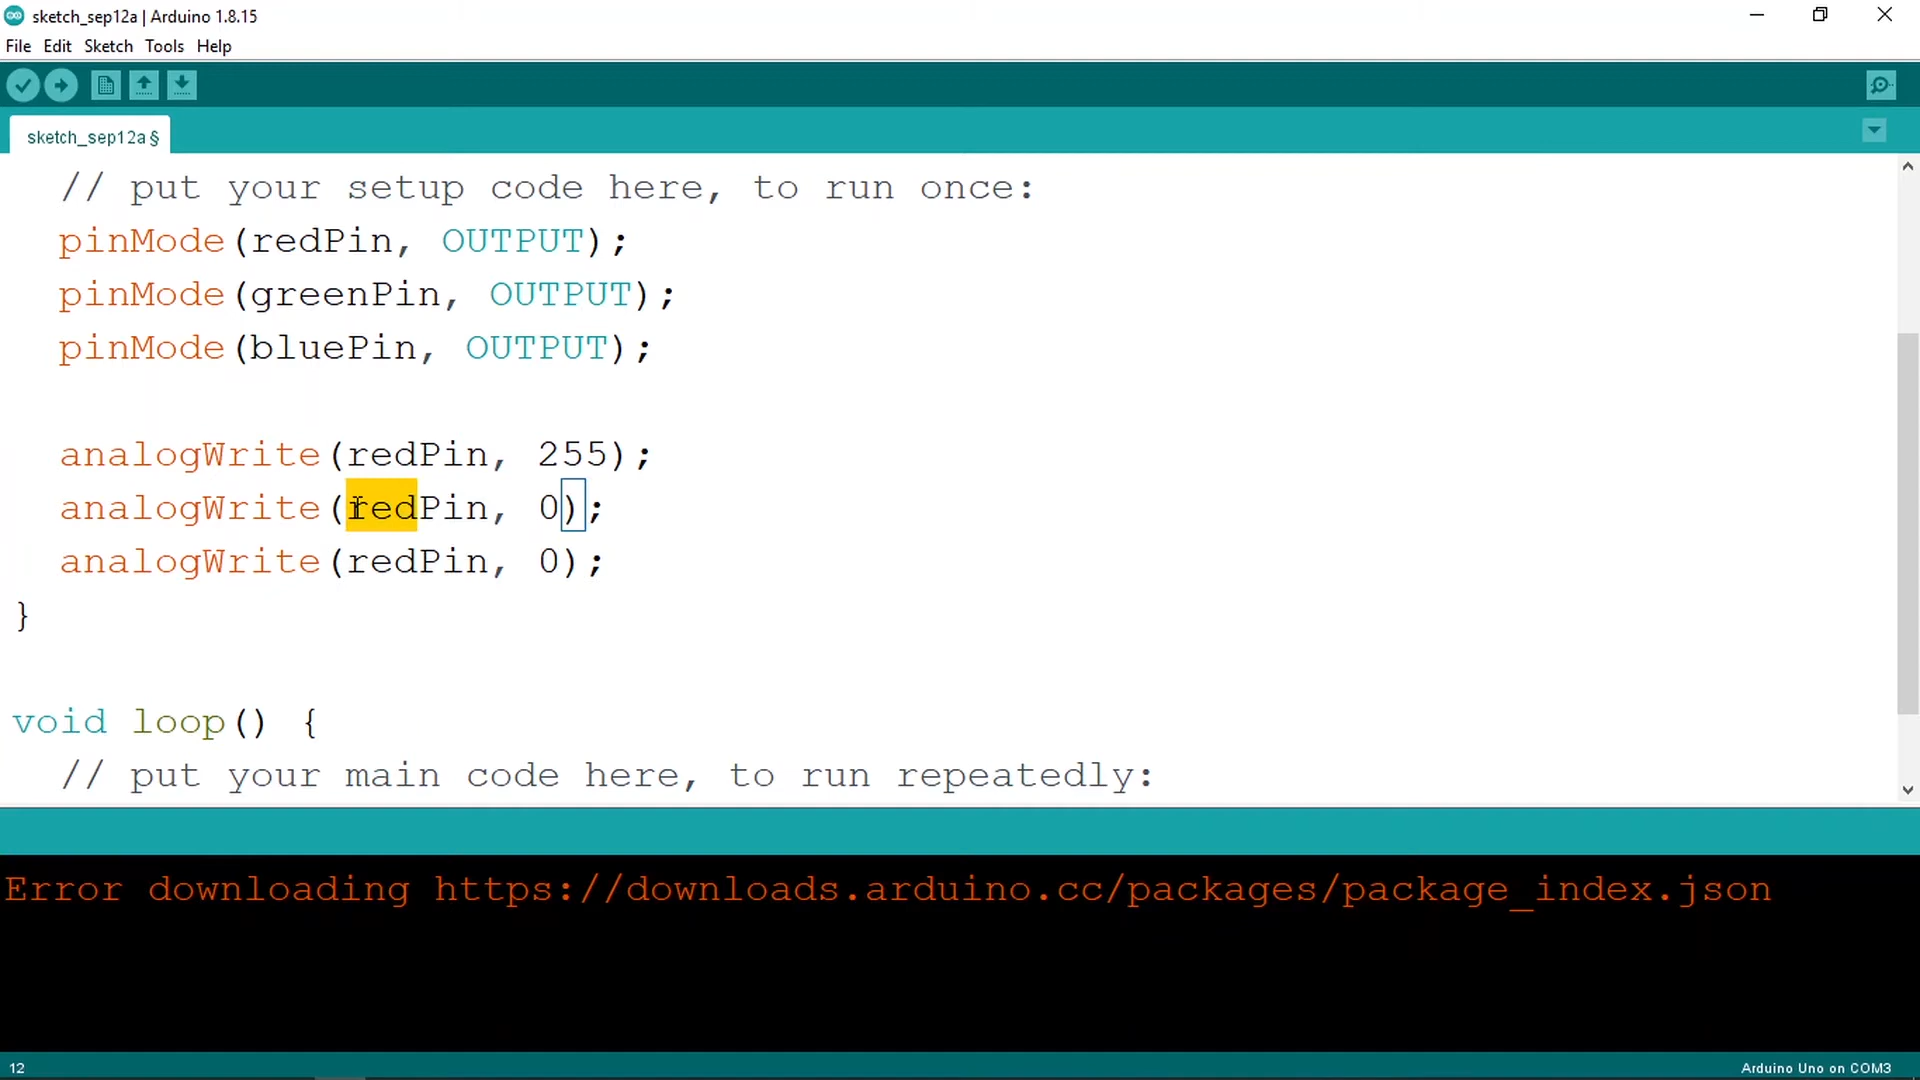 sketch_sep12a | Arduino 1.8.15
File Edit Sketch Tools Help
sketch_sep12a §
// put your setup code here, to run once:
pinMode(redPin, OUTPUT);
pinMode(greenPin, OUTPUT);
pinMode(bluePin, OUTPUT);
analogWrite(redPin, 255);
analogWrite(redPin, 0);
analogWrite(redPin, 0);
}
void loop() {
// put your main code here, to run repeatedly:
Error downloading https://downloads.arduino.cc/packages/package_index.json
12
Arduino Uno on COM3